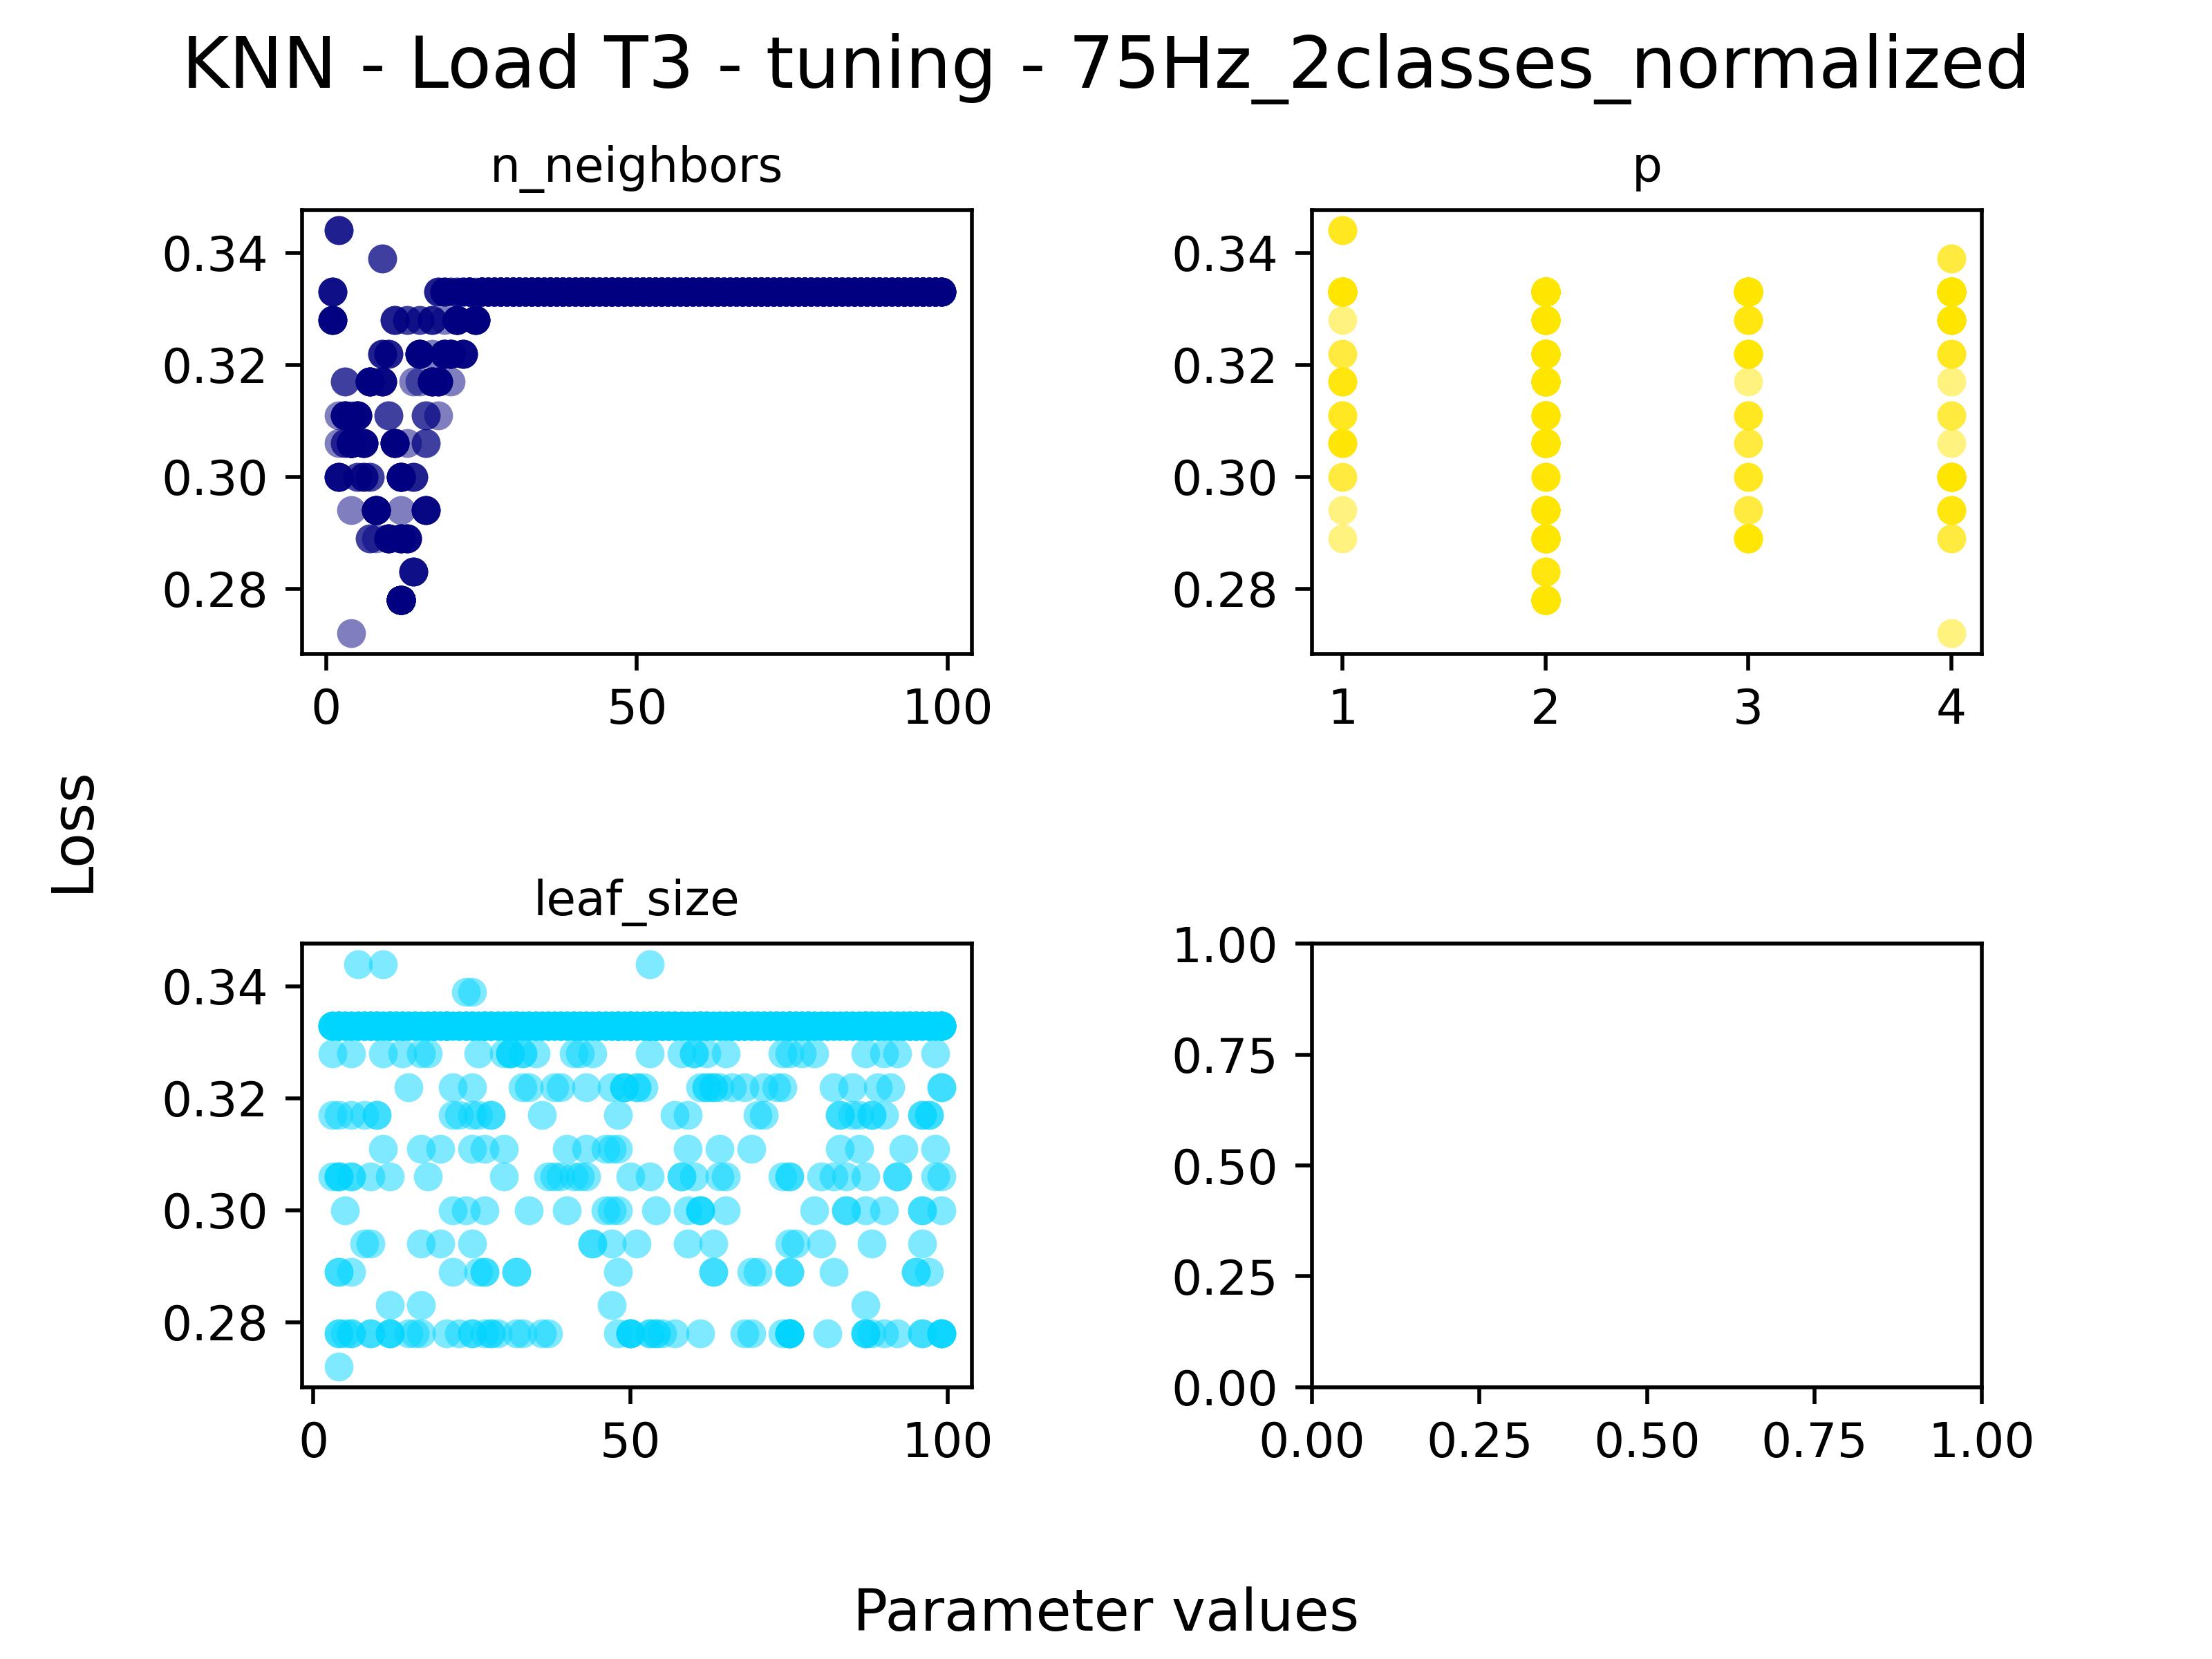 KNN - Load T3 - tuning - 75Hz_2classes_normalized
n_neighbors
0.34
0.32
0.30
0.28
0 50 100
p
0.34
0.32
0.30
0.28
1 2 3 4
Loss
leaf_size
0.34
0.32
0.30
0.28
0 50 100
1.00
0.75
0.50
0.25
0.00
0.00 0.25 0.50 0.75 1.00
Parameter values